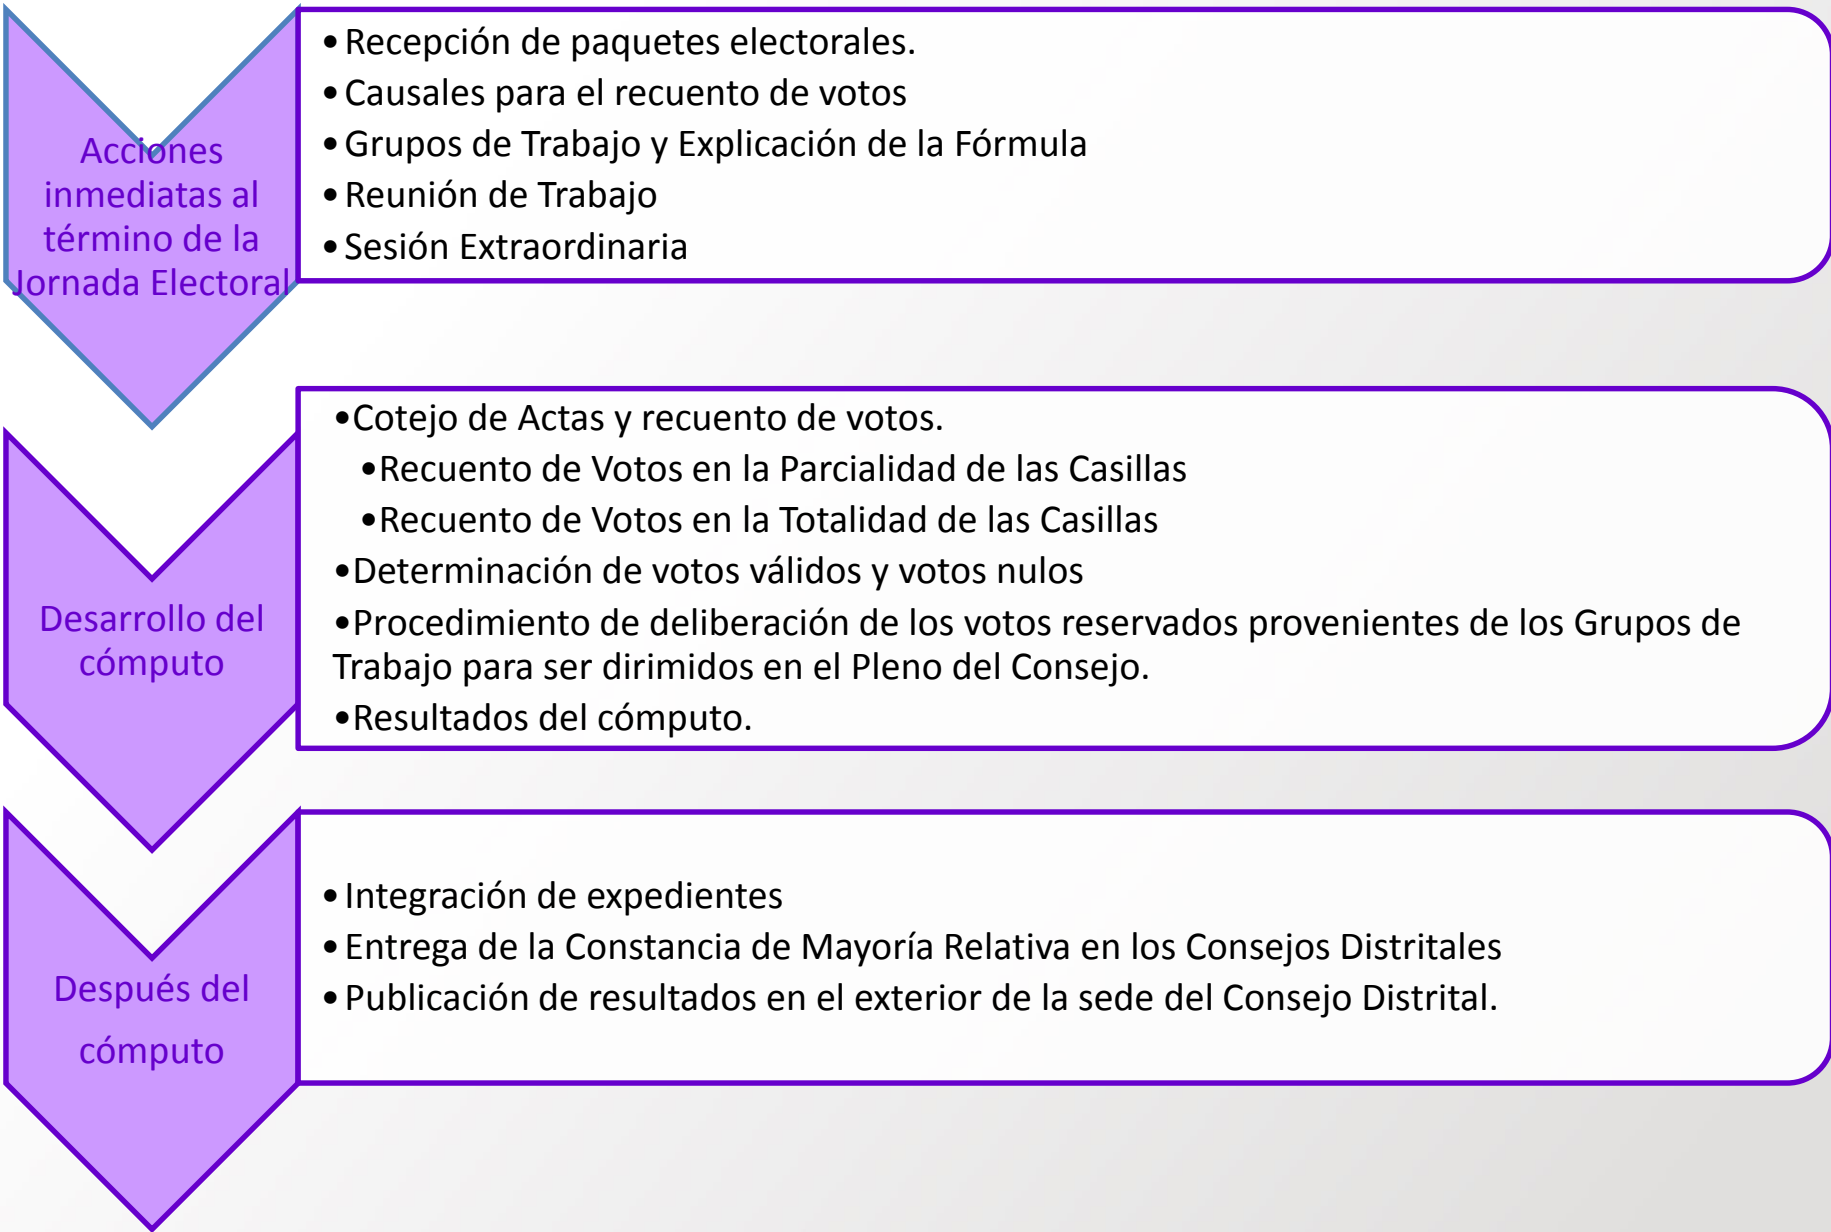 Acciones
inmediatas al
término de la
Jornada Electoral
•Recepción de paquetes electorales.
•Causales para el recuento de votos
•Grupos de Trabajo y Explicación de la Fórmula
•Reunión de Trabajo
•Sesión Extraordinaria
Desarrollo del
cómputo
•Cotejo de Actas y recuento de votos.
•Recuento de Votos en la Parcialidad de las Casillas
•Recuento de Votos en la Totalidad de las Casillas
•Determinación de votos válidos y votos nulos
•Procedimiento de deliberación de los votos reservados provenientes de los Grupos de
Trabajo para ser dirimidos en el Pleno del Consejo.
•Resultados del cómputo.
Después del
cómputo
•Integración de expedientes
•Entrega de la Constancia de Mayoría Relativa en los Consejos Distritales
•Publicación de resultados en el exterior de la sede del Consejo Distrital.